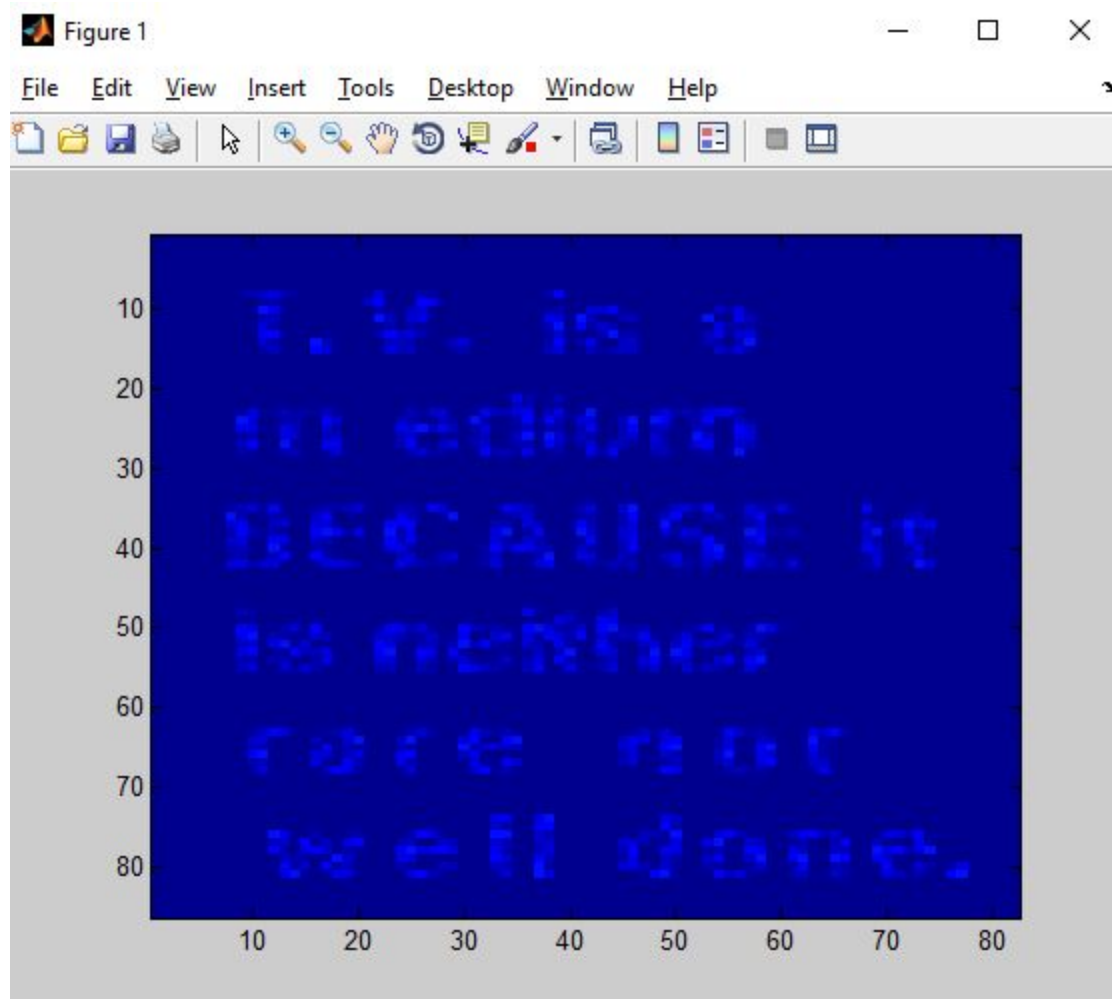 Figure 1
File Edit View Insert Tools Desktop Window Help
10
20
30
40
50
60
70
80
T.V. is a
medium
BECAUSE it
is neither
rare nor
well done.
10 20 30 40 50 60 70 80